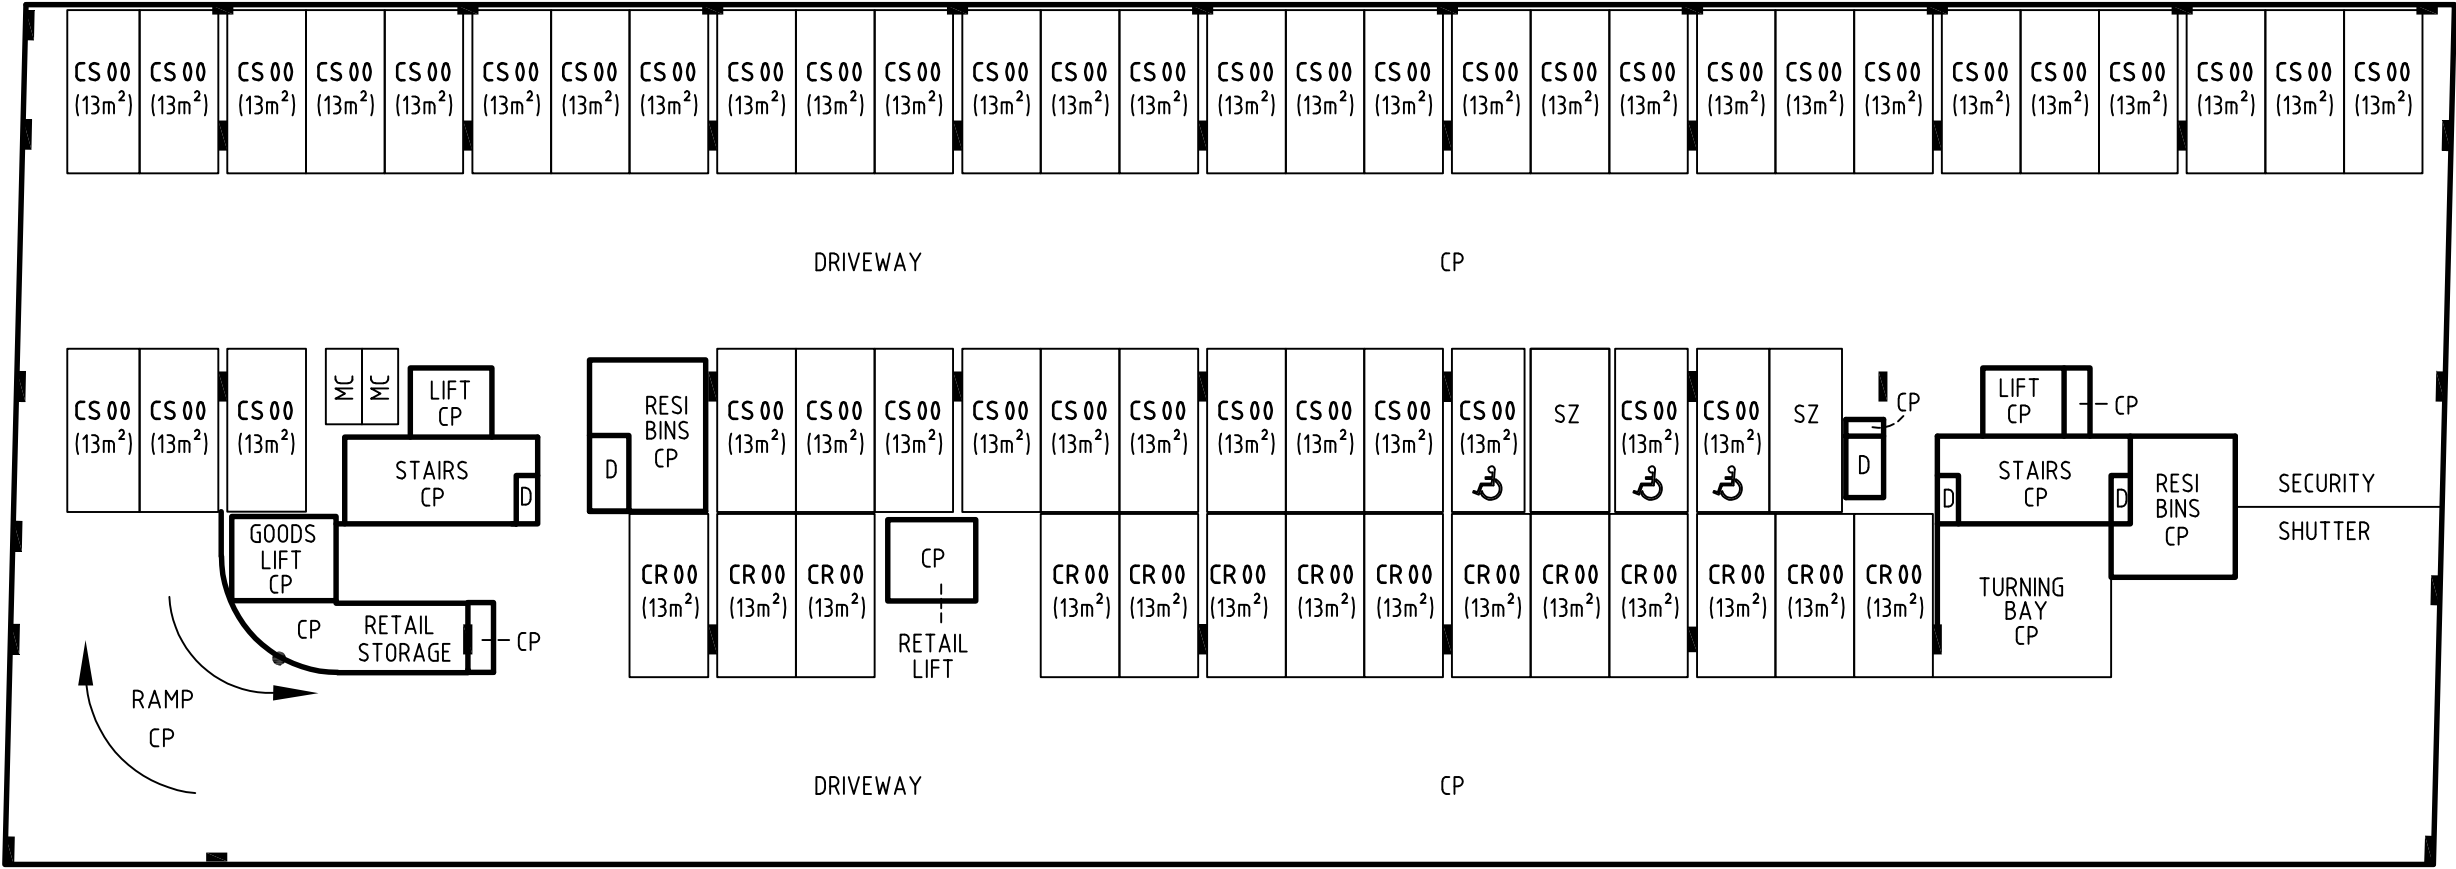 CS 00 CS 00 CS 00 CS 00 CS 00 CS 00 CS 00 CS 00 CS 00 CS 00 CS 00 CS 00 CS 00 CS 00 CS 00 CS 00 CS 00 CS 00 CS 00 CS 00 CS 00 CS 00 CS 00 CS 00 CS 00 CS 00 CS 00 CS 00 CS 00
(13m²) (13m²) (13m²) (13m²) (13m²) (13m²) (13m²) (13m²) (13m²) (13m²) (13m²) (13m²) (13m²) (13m²) (13m²) (13m²) (13m²) (13m²) (13m²) (13m²) (13m²) (13m²) (13m²) (13m²) (13m²) (13m²) (13m²) (13m²) (13m²)
DRIVEWAY CP
CS 00 CS 00 CS 00
(13m²) (13m²) (13m²)
MC MC
LIFT
CP
STAIRS
CP
D
RESI
BINS
CP
D
CS 00 CS 00 CS 00 CS 00 CS 00 CS 00 CS 00 CS 00 CS 00 CS 00 SZ CS 00 CS 00 SZ
(13m²) (13m²) (13m²) (13m²) (13m²) (13m²) (13m²) (13m²) (13m²) (13m²) (13m²) (13m²)
CP
D
LIFT
CP
CP
STAIRS
CP
D
D
RESI
BINS
CP
SECURITY
SHUTTER
GOODS
LIFT
CP
CP
RETAIL
STORAGE
CP
CR 00 CR 00 CR 00
(13m²) (13m²) (13m²)
CP
RETAIL
LIFT
CR 00 CR 00 CR 00 CR 00 CR 00 CR 00 CR 00 CR 00 CR 00 CR 00 CR 00
(13m²) (13m²) (13m²) (13m²) (13m²) (13m²) (13m²) (13m²) (13m²) (13m²) (13m²)
TURNING
BAY
CP
RAMP
CP
DRIVEWAY CP